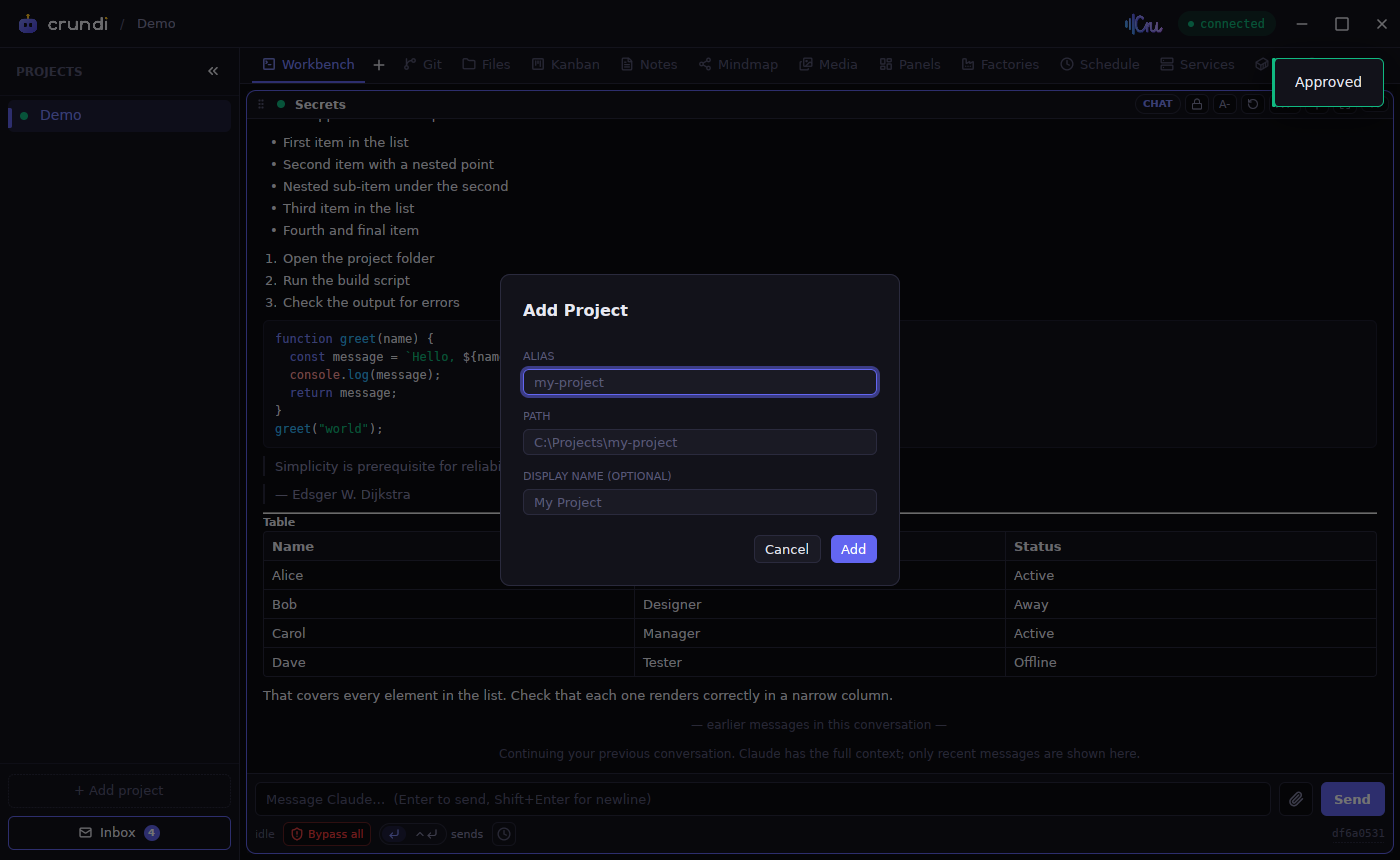 crundi / Demo
Cru
connected
PROJECTS
Workbench
Git
Files
Kanban
Notes
Mindmap
Media
Panels
Factories
Schedule
Services
Approved
Demo
Secrets
CHAT
A-
• First item in the list
• Second item with a nested point
• Nested sub-item under the second
• Third item in the list
• Fourth and final item
1. Open the project folder
2. Run the build script
3. Check the output for errors
function greet(name) {
const message = `Hello, ${nam
console.log(message);
return message;
}
greet("world");
Simplicity is prerequisite for reliabi
— Edsger W. Dijkstra
Table
Name Status
Alice Active
Bob Designer Away
Carol Manager Active
Dave Tester Offline
That covers every element in the list. Check that each one renders correctly in a narrow column.
— earlier messages in this conversation —
Continuing your previous conversation. Claude has the full context; only recent messages are shown here.
Add Project
ALIAS
my-project
PATH
C:\Projects\my-project
DISPLAY NAME (OPTIONAL)
My Project
Cancel
Add
+ Add project
Inbox 4
Message Claude... (Enter to send, Shift+Enter for newline)
Send
idle
Bypass all
sends
df6a0531